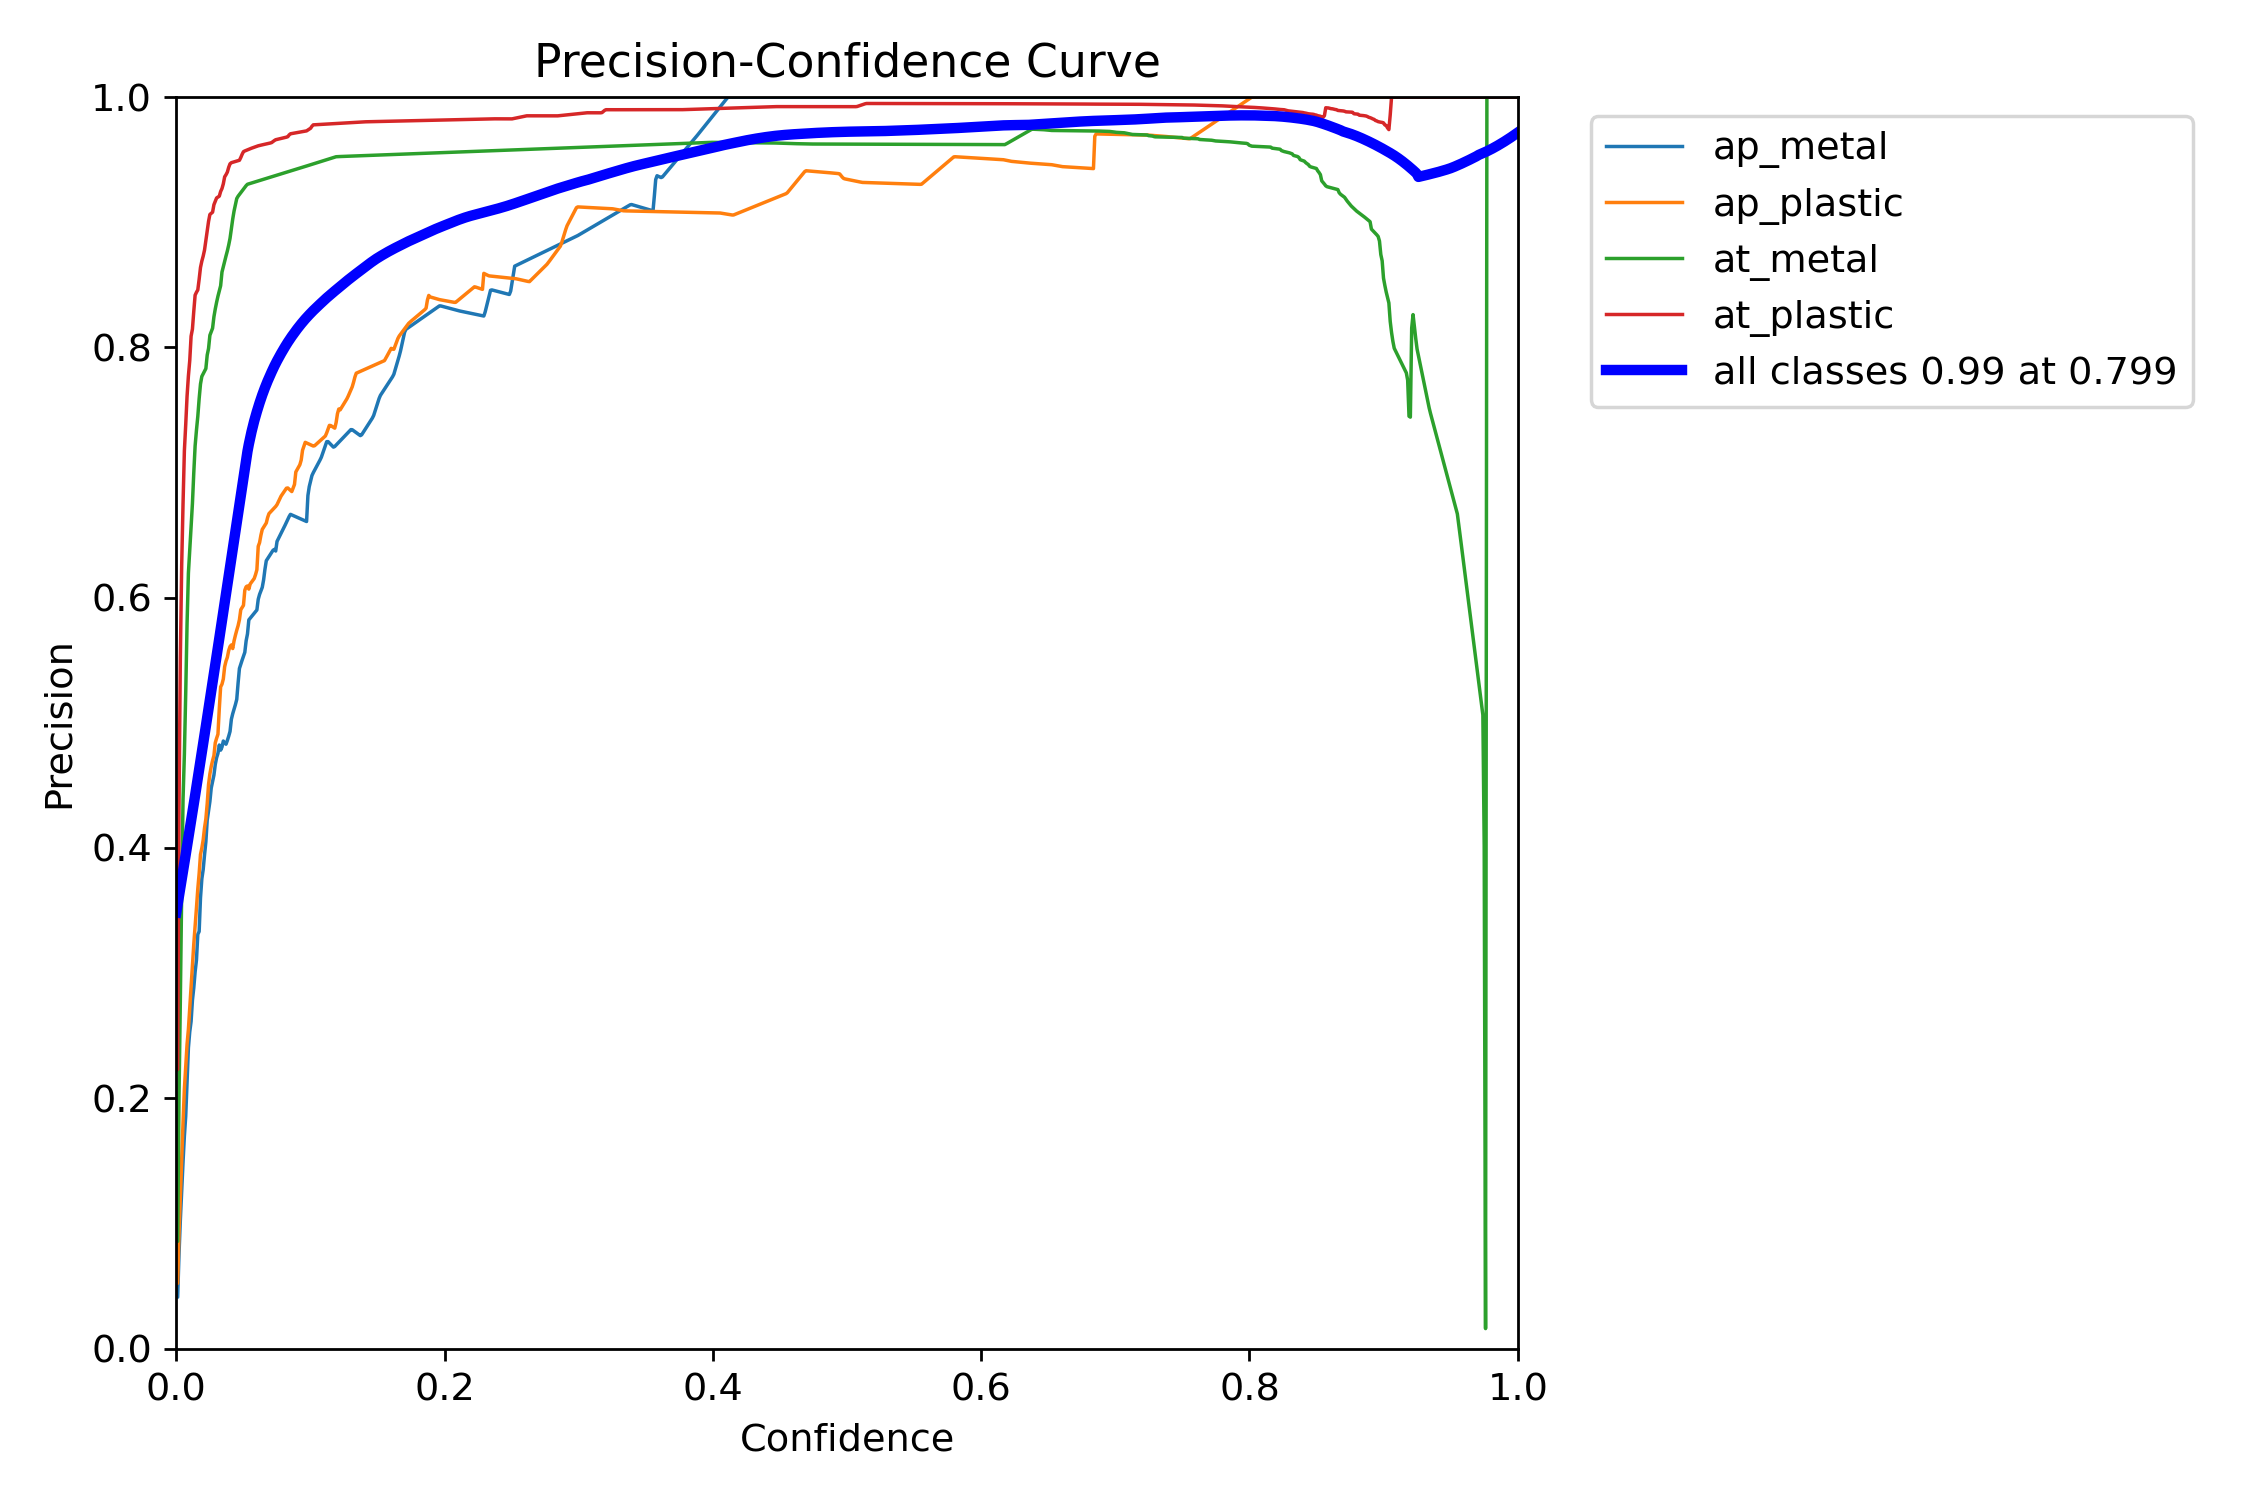 Precision-Confidence Curve
1.0
0.8
0.6
0.4
0.2
0.0
Precision
0.0 0.2 0.4 0.6 0.8 1.0
Confidence
ap_metal
ap_plastic
at_metal
at_plastic
all classes 0.99 at 0.799